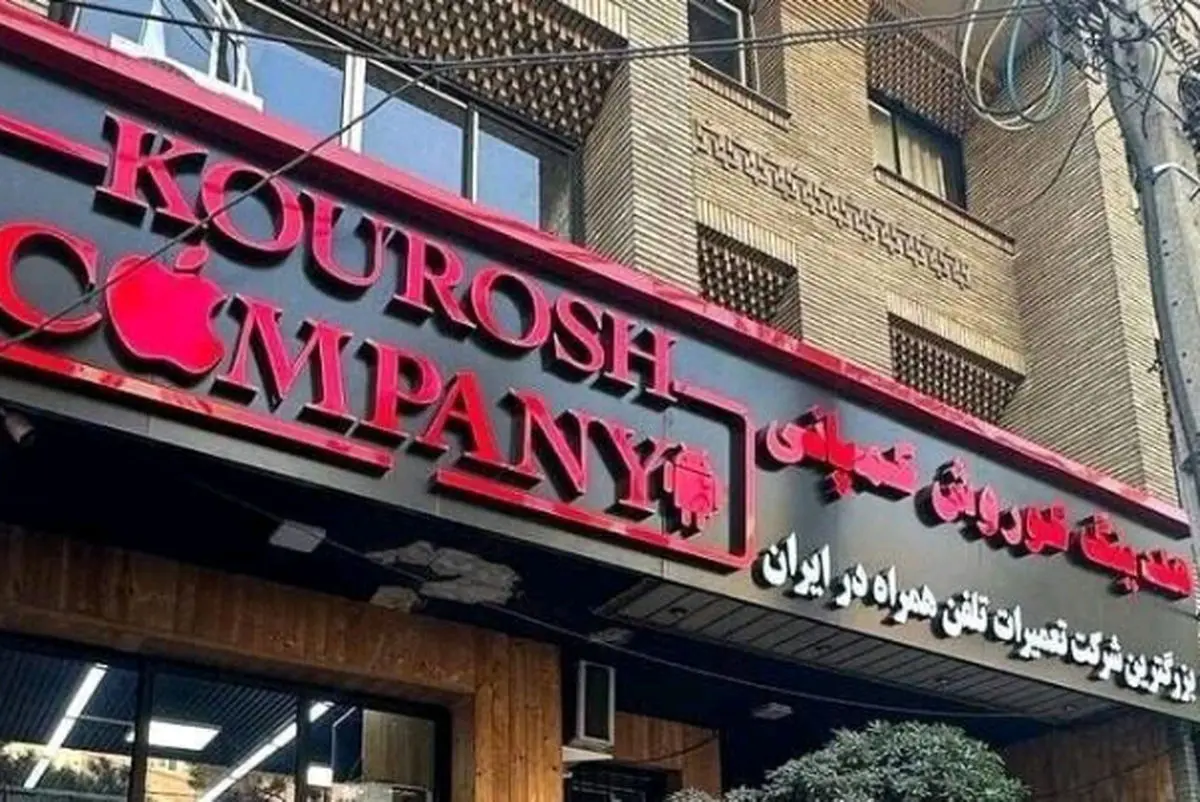 KOUROSH
COMPANY
هلدینگ کوروش کمپانی
بزرگترین شرکت تعمیرات تلفن همراه در ایران